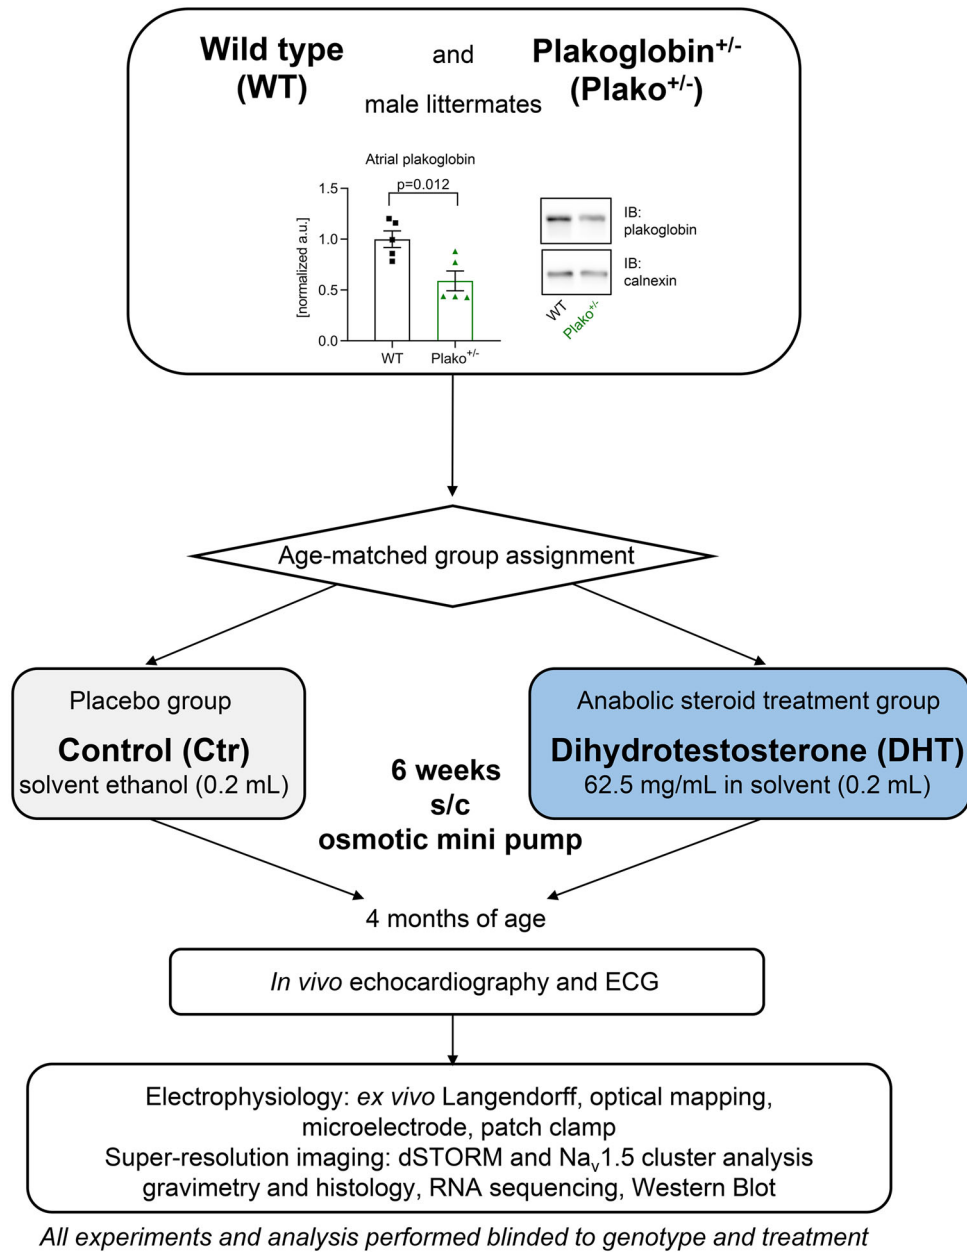 Wild type
(WT)
and
Plakoglobin+/-
(Plako+/-)
male littermates
Atrial plakoglobin
p=0.012
[normalized a.u.]
1.5
1.0
0.5
0.0
WT
Plako+/-
IB:
plakoglobin
IB:
calnexin
WT
Plako+/-
Age-matched group assignment
Placebo group
Control (Ctr)
solvent ethanol (0.2 mL)
6 weeks
s/c
osmotic mini pump
Anabolic steroid treatment group
Dihydrotestosterone (DHT)
62.5 mg/mL in solvent (0.2 mL)
4 months of age
In vivo echocardiography and ECG
Electrophysiology: ex vivo Langendorff, optical mapping,
microelectrode, patch clamp
Super-resolution imaging: dSTORM and Nav1.5 cluster analysis
gravimetry and histology, RNA sequencing, Western Blot
All experiments and analysis performed blinded to genotype and treatment